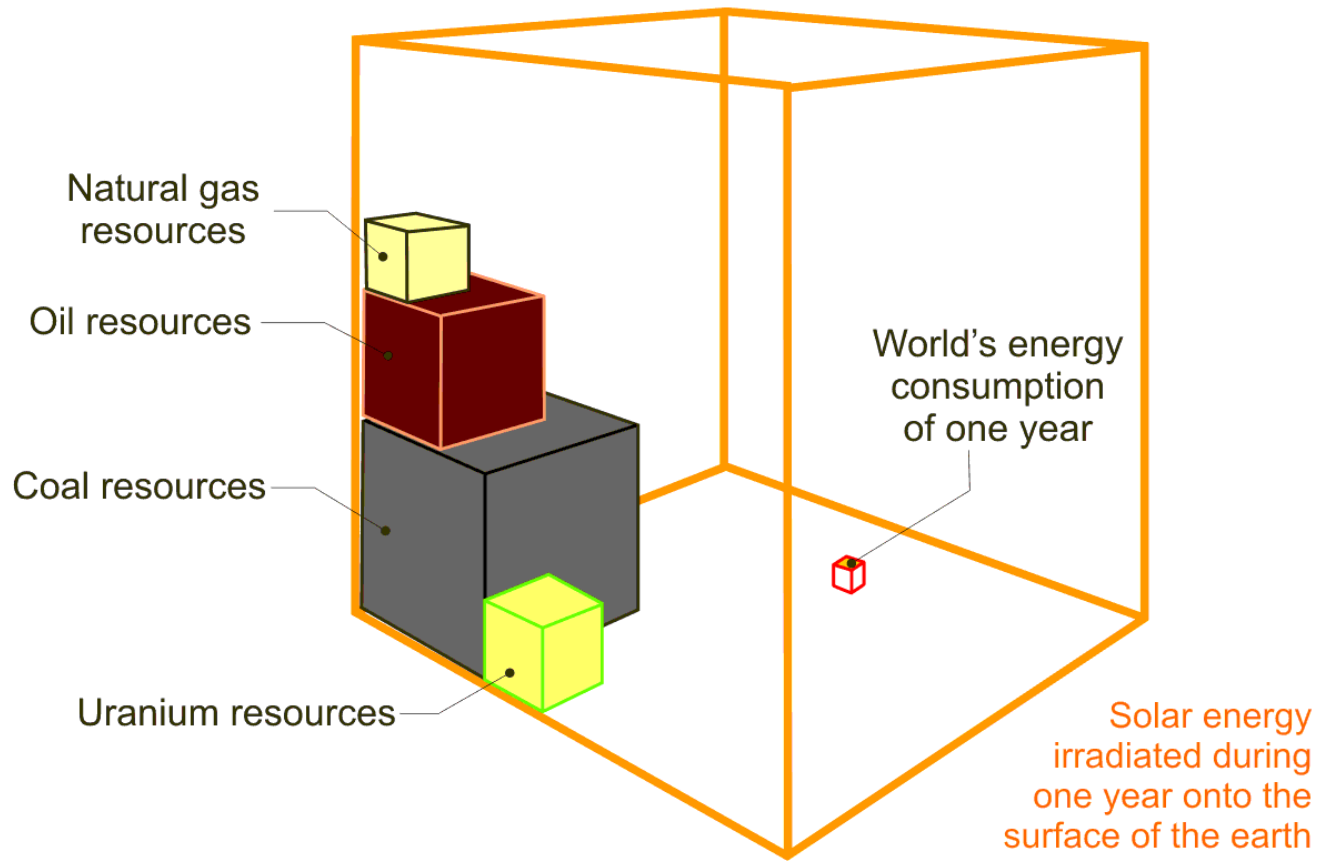 Natural gas
resources
Oil resources
World’s energy
consumption
of one year
Coal resources
Uranium resources
Solar energy
irradiated during
one year onto the
surface of the earth